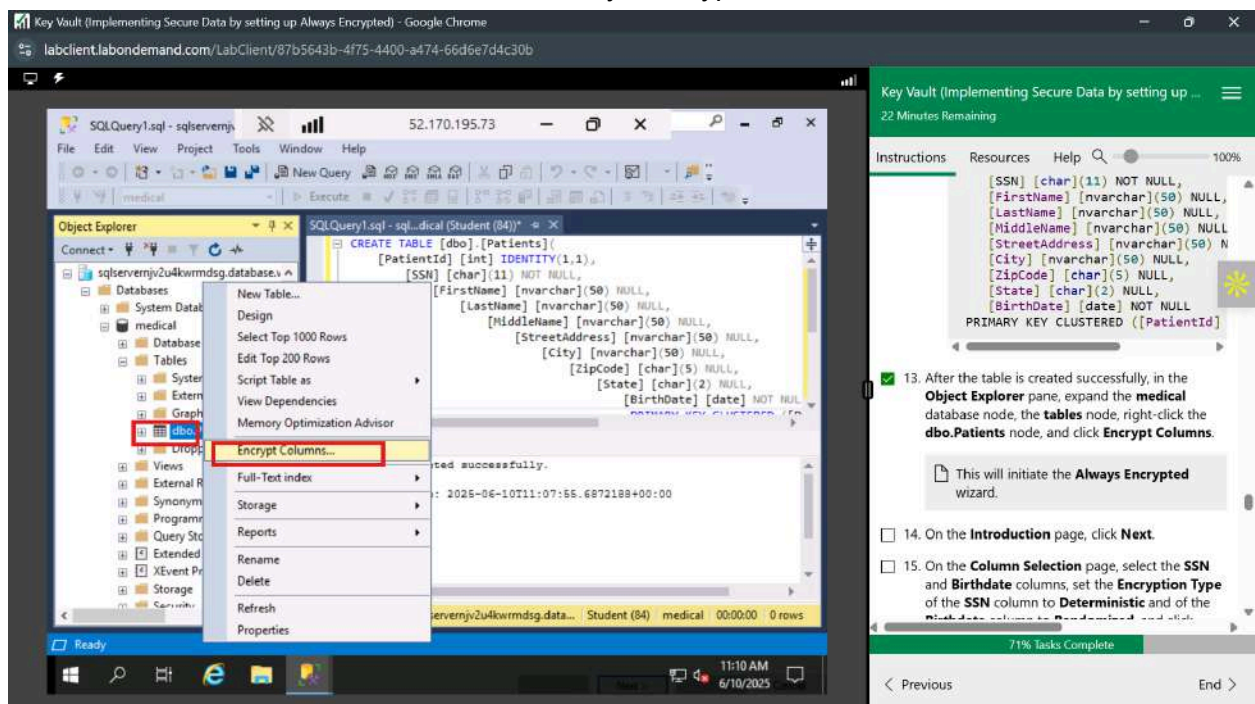 Key Vault (Implementing Secure Data by setting up Always Encrypted) - Google Chrome
labclient.labondemand.com/LabClient/87b5643b-4f75-4400-a474-66d6e7d4c30b
SQLQuery1.sql - sqlservernjv
52.170.195.73
File Edit View Project Tools Window Help
New Query
medical
Execute
Object Explorer
Connect
sqlservernjv2u4kwrmdsg.database.v
Databases
System Datab
medical
Database
Tables
System
Extern
Graph
dbo.
Dropp
Views
External R
Synonym
Programm
Query Sto
Extended
XEvent Pr
Storage
Security
New Table...
Design
Select Top 1000 Rows
Edit Top 200 Rows
Script Table as
View Dependencies
Memory Optimization Advisor
Encrypt Columns...
Full-Text index
Storage
Reports
Rename
Delete
Refresh
Properties
SQLQuery1.sql - sql...dical (Student (84))*
CREATE TABLE [dbo].[Patients](
[PatientId] [int] IDENTITY(1,1),
[SSN] [char](11) NOT NULL,
[FirstName] [nvarchar](50) NULL,
[LastName] [nvarchar](50) NULL,
[MiddleName] [nvarchar](50) NULL,
[StreetAddress] [nvarchar](50) NULL,
[City] [nvarchar](50) NULL,
[ZipCode] [char](5) NULL,
[State] [char](2) NULL,
[BirthDate] [date] NOT NUL
PRIMARY KEY CLUSTERED ([P
ted successfully.
: 2025-06-10T11:07:55.6872188+00:00
servernjv2u4kwrmdsg.data... Student (84) medical 00:00:00 0 rows
Ready
11:10 AM
6/10/2025
Key Vault (Implementing Secure Data by setting up ...
22 Minutes Remaining
Instructions Resources Help 100%
[SSN] [char](11) NOT NULL,
[FirstName] [nvarchar](50) NULL,
[LastName] [nvarchar](50) NULL,
[MiddleName] [nvarchar](50) NULL
[StreetAddress] [nvarchar](50) N
[City] [nvarchar](50) NULL,
[ZipCode] [char](5) NULL,
[State] [char](2) NULL,
[BirthDate] [date] NOT NULL
PRIMARY KEY CLUSTERED ([PatientId]
13. After the table is created successfully, in the
Object Explorer pane, expand the medical
database node, the tables node, right-click the
dbo.Patients node, and click Encrypt Columns.
This will initiate the Always Encrypted
wizard.
14. On the Introduction page, click Next.
15. On the Column Selection page, select the SSN
and Birthdate columns, set the Encryption Type
of the SSN column to Deterministic and of the
Birthdate column to Randomized, and click
71% Tasks Complete
< Previous
End >